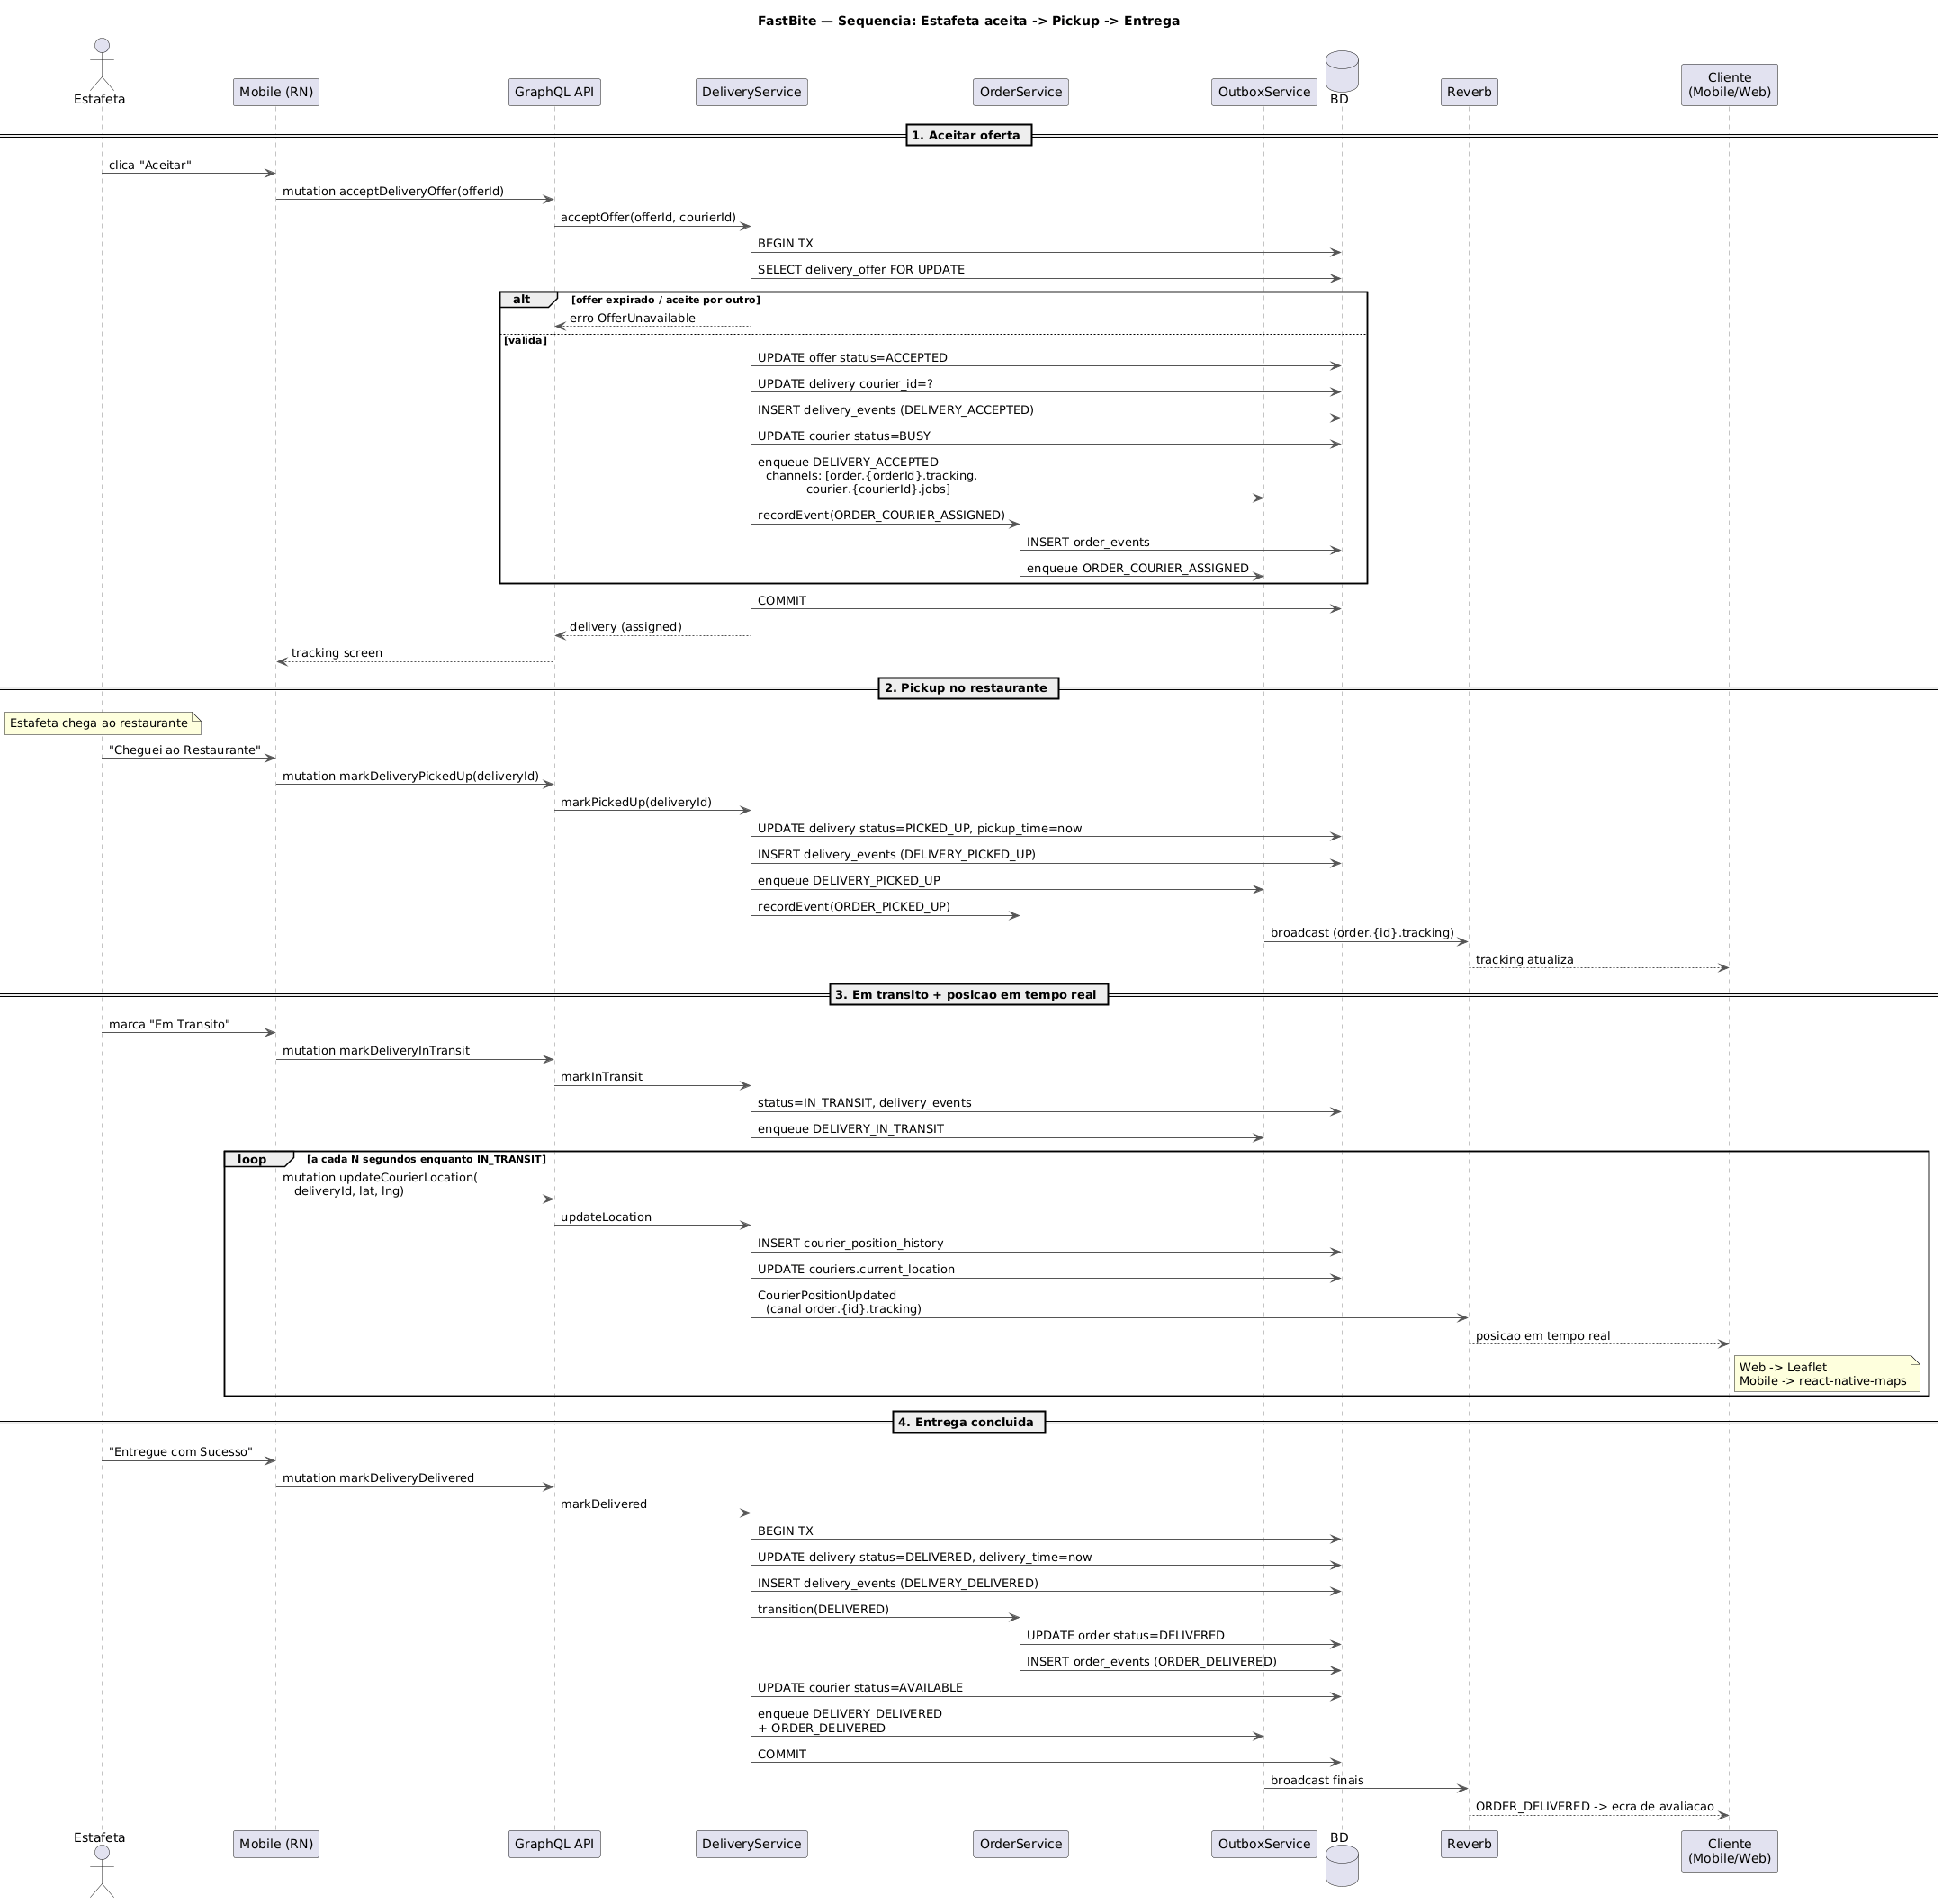 FastBite — Sequencia: Estafeta aceita -> Pickup -> Entrega
Estafeta
Mobile (RN)
GraphQL API
DeliveryService
OrderService
OutboxService
BD
Reverb
Cliente
(Mobile/Web)
1. Aceitar oferta
clica "Aceitar"
mutation acceptDeliveryOffer(offerId)
acceptOffer(offerId, courierId)
BEGIN TX
SELECT delivery_offer FOR UPDATE
alt
[offer expirado / aceite por outro]
erro OfferUnavailable
[valida]
UPDATE offer status=ACCEPTED
UPDATE delivery courier_id=?
INSERT delivery_events (DELIVERY_ACCEPTED)
UPDATE courier status=BUSY
enqueue DELIVERY_ACCEPTED
channels: [order.{orderId}.tracking,
courier.{courierId}.jobs]
recordEvent(ORDER_COURIER_ASSIGNED)
INSERT order_events
enqueue ORDER_COURIER_ASSIGNED
COMMIT
delivery (assigned)
tracking screen
2. Pickup no restaurante
Estafeta chega ao restaurante
"Cheguei ao Restaurante"
mutation markDeliveryPickedUp(deliveryId)
markPickedUp(deliveryId)
UPDATE delivery status=PICKED_UP, pickup_time=now
INSERT delivery_events (DELIVERY_PICKED_UP)
enqueue DELIVERY_PICKED_UP
recordEvent(ORDER_PICKED_UP)
broadcast (order.{id}.tracking)
tracking atualiza
3. Em transito + posicao em tempo real
marca "Em Transito"
mutation markDeliveryInTransit
markInTransit
status=IN_TRANSIT, delivery_events
enqueue DELIVERY_IN_TRANSIT
loop
[a cada N segundos enquanto IN_TRANSIT]
mutation updateCourierLocation(
deliveryId, lat, lng)
updateLocation
INSERT courier_position_history
UPDATE couriers.current_location
CourierPositionUpdated
(canal order.{id}.tracking)
posicao em tempo real
Web -> Leaflet
Mobile -> react-native-maps
4. Entrega concluida
"Entregue com Sucesso"
mutation markDeliveryDelivered
markDelivered
BEGIN TX
UPDATE delivery status=DELIVERED, delivery_time=now
INSERT delivery_events (DELIVERY_DELIVERED)
transition(DELIVERED)
UPDATE order status=DELIVERED
INSERT order_events (ORDER_DELIVERED)
UPDATE courier status=AVAILABLE
enqueue DELIVERY_DELIVERED
+ ORDER_DELIVERED
COMMIT
broadcast finais
ORDER_DELIVERED -> ecra de avaliacao
Estafeta
Mobile (RN)
GraphQL API
DeliveryService
OrderService
OutboxService
BD
Reverb
Cliente
(Mobile/Web)